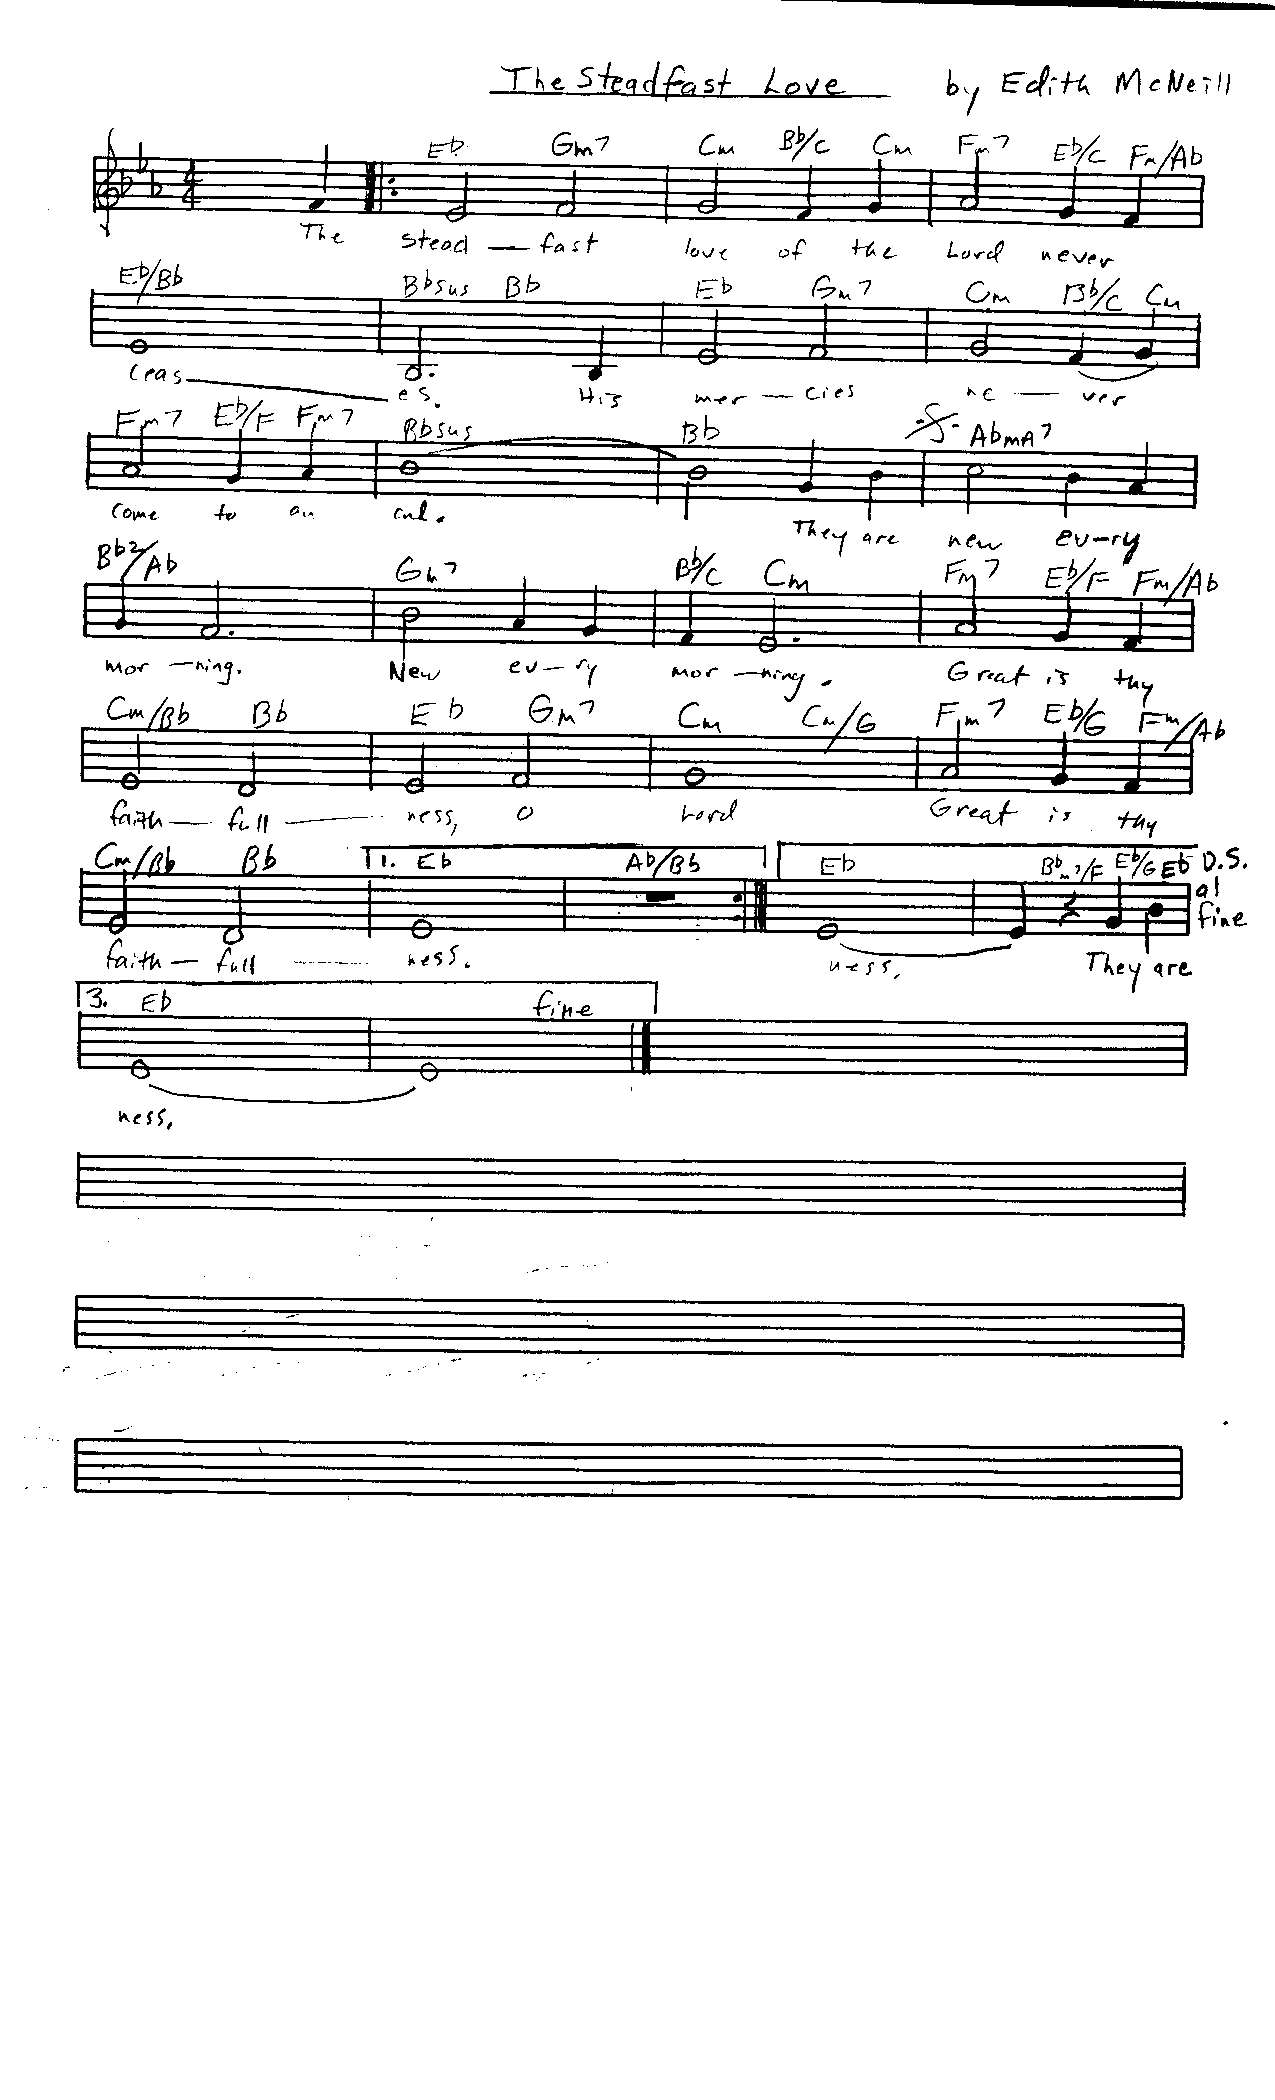 The Steadfast Love by Edith McNeill
Eb Gm7 Cm Bb/C Cm Fm7 Eb/C Fm/Ab
4/4
The stead — fast love of the Lord never
Eb/Bb Bbsus Bb Eb Gm7 Cm Bb/C Cm
ceas — es. His mer — cies ne — ver
Fm7 Eb/F Fm7 Bbsus Bb AbmA7
come to an end. They are new ev-ry
Bb2/Ab Gm7 Bb/C Cm Fm7 Eb/F Fm/Ab
mor — ning. New ev — ry mor — ning. Great is thy
Cm/Bb Bb Eb Gm7 Cm Cm/G Fm7 Eb/G Fm/Ab
faith — full — ness, O Lord Great is thy
Cm/Bb Bb 1. Eb Ab/Bb Eb Bbm7/F Eb/G Eb D.S. al fine
faith — full — ness. ness. They are
3. Eb fine
ness.